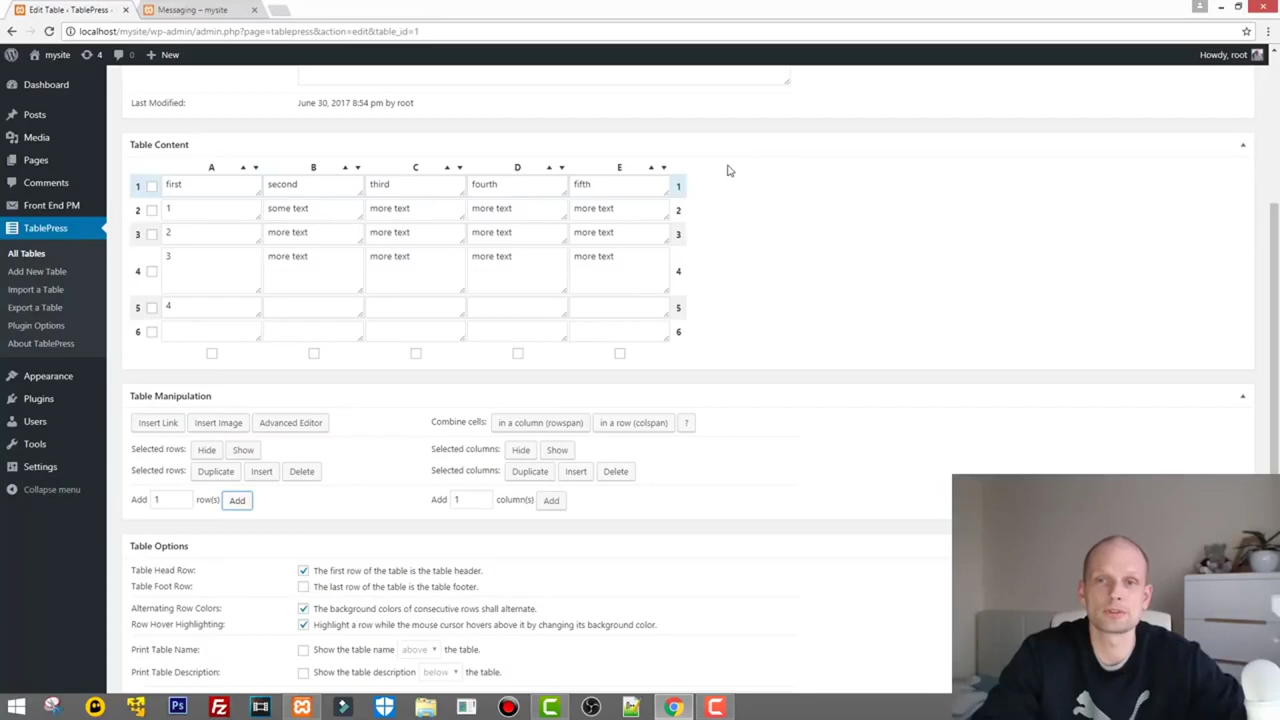 Edit Table ‹ TablePress —
Messaging – mysite
localhost/mysite/wp-admin/admin.php?page=tablepress&action=edit&table_id=1
mysite 4 0 New Howdy, root
Dashboard
Posts
Media
Pages
Comments
Front End PM
TablePress
All Tables
Add New Table
Import a Table
Export a Table
Plugin Options
About TablePress
Appearance
Plugins
Users
Tools
Settings
Collapse menu
Last Modified: June 30, 2017 8:54 pm by root
Table Content
A B C D E
1 first second third fourth fifth 1
2 1 some text more text more text more text 2
3 2 more text more text more text more text 3
4 3 more text more text more text more text 4
5 4 5
6 6
Table Manipulation
Insert Link Insert Image Advanced Editor Combine cells: in a column (rowspan) in a row (colspan) ?
Selected rows: Hide Show Selected columns: Hide Show
Selected rows: Duplicate Insert Delete Selected columns: Duplicate Insert Delete
Add 1 row(s) Add Add 1 column(s) Add
Table Options
Table Head Row: The first row of the table is the table header.
Table Foot Row: The last row of the table is the table footer.
Alternating Row Colors: The background colors of consecutive rows shall alternate.
Row Hover Highlighting: Highlight a row while the mouse cursor hovers above it by changing its background color.
Print Table Name: Show the table name above the table.
Print Table Description: Show the table description below the table.
Ps
Fz